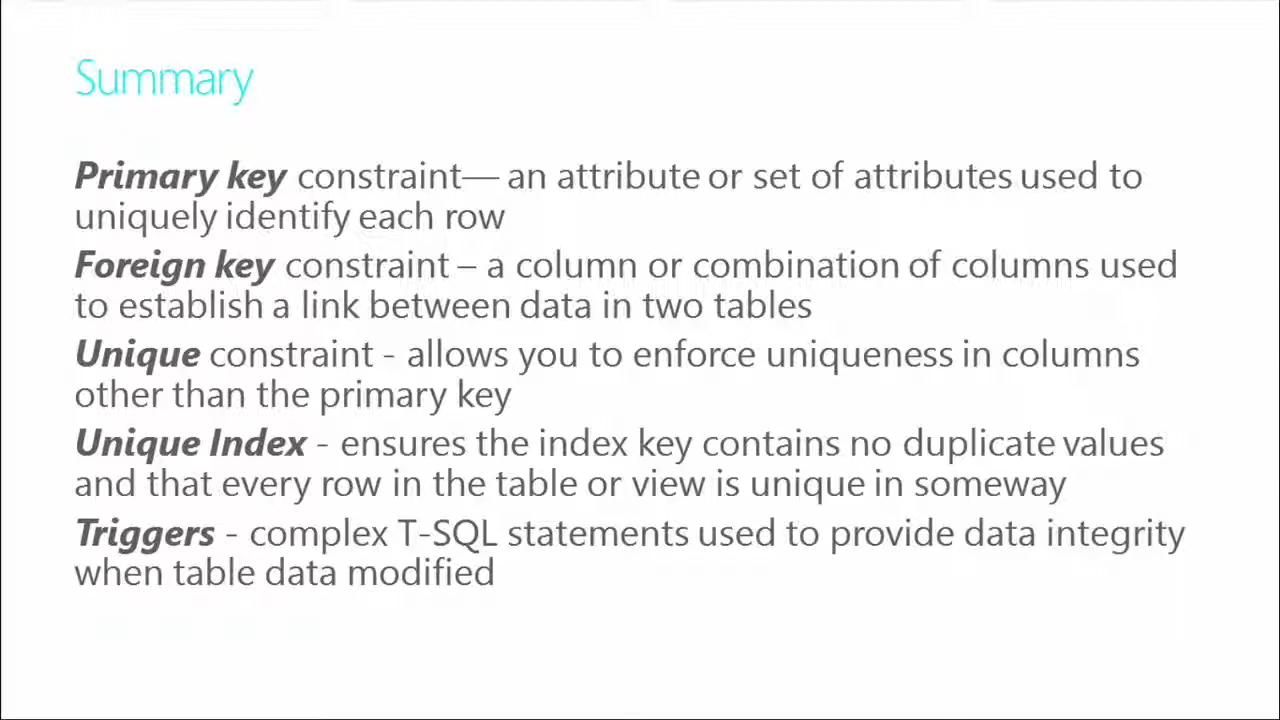 Summary
Primary key constraint— an attribute or set of attributes used to
uniquely identify each row
Foreign key constraint – a column or combination of columns used
to establish a link between data in two tables
Unique constraint - allows you to enforce uniqueness in columns
other than the primary key
Unique Index - ensures the index key contains no duplicate values
and that every row in the table or view is unique in someway
Triggers - complex T-SQL statements used to provide data integrity
when table data modified